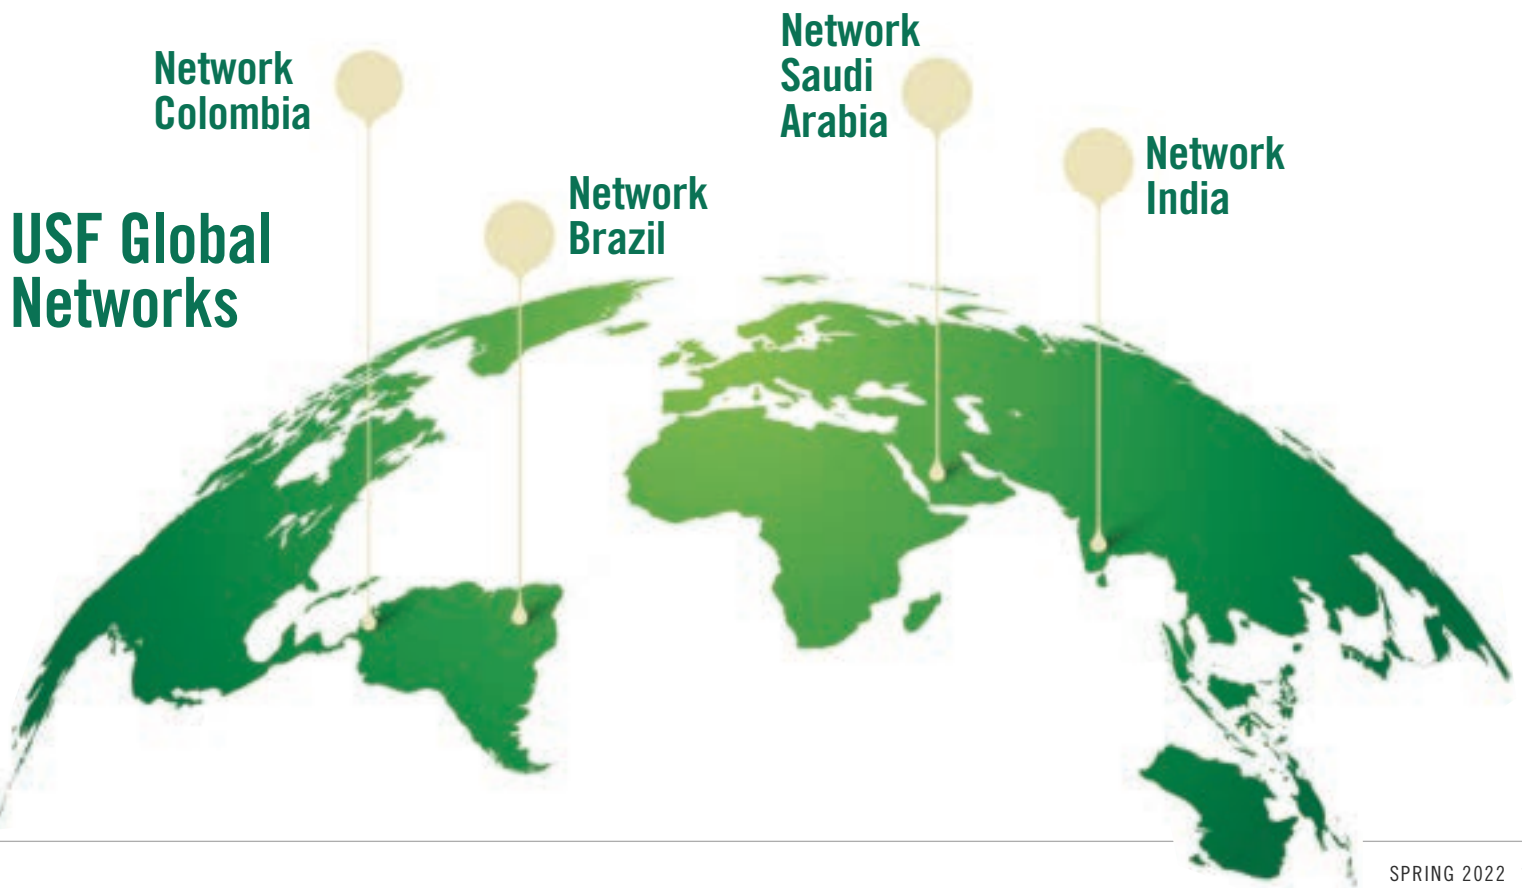 Network
Colombia
Network
Saudi
Arabia
Network
India
Network
Brazil
USF Global
Networks
SPRING 2022